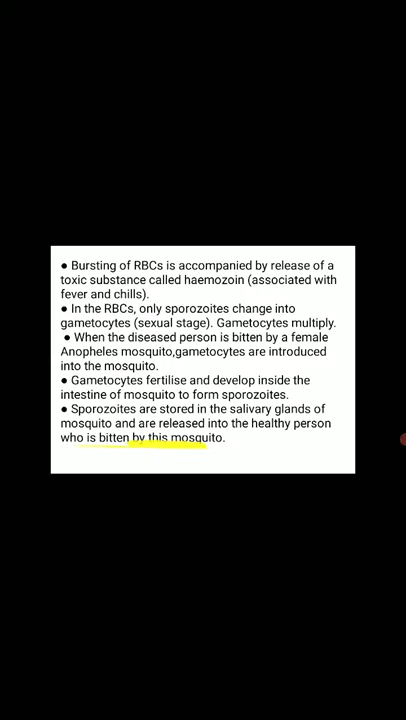 ● Bursting of RBCs is accompanied by release of a
toxic substance called haemozoin (associated with
fever and chills).
● In the RBCs, only sporozoites change into
gametocytes (sexual stage). Gametocytes multiply.
● When the diseased person is bitten by a female
Anopheles mosquito,gametocytes are introduced
into the mosquito.
● Gametocytes fertilise and develop inside the
intestine of mosquito to form sporozoites.
● Sporozoites are stored in the salivary glands of
mosquito and are released into the healthy person
who is bitten by this mosquito.